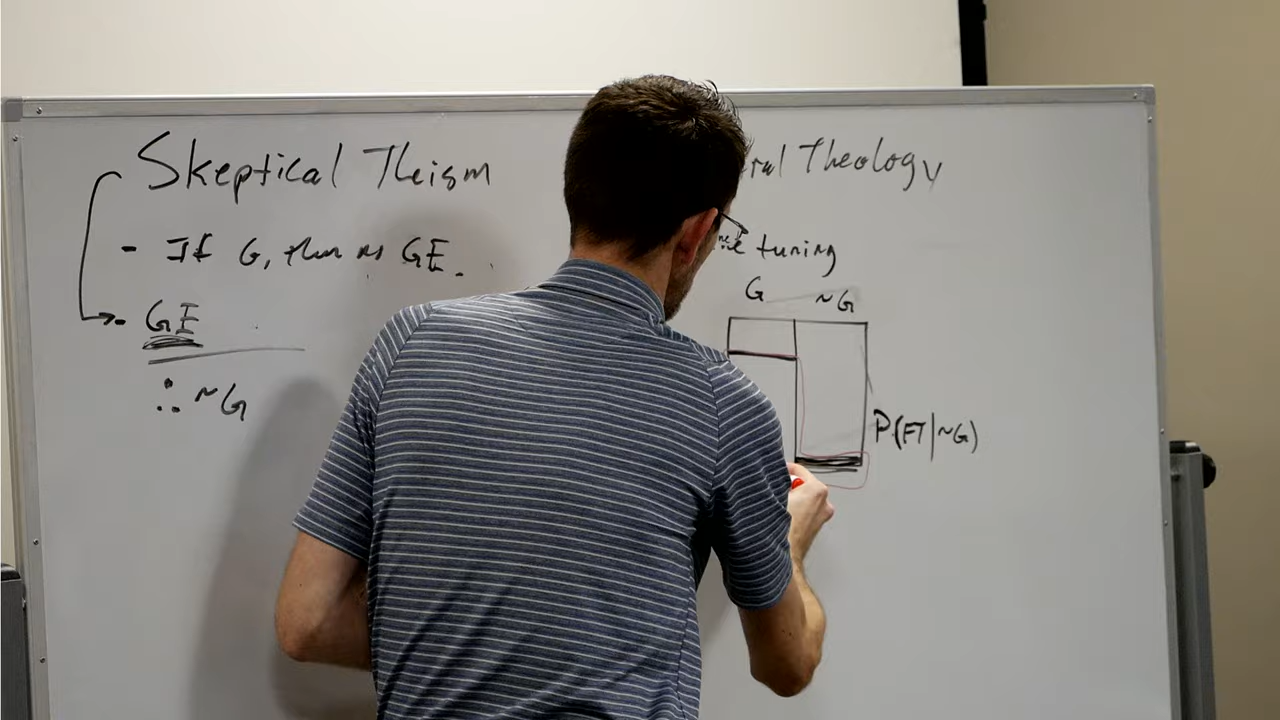 Skeptical Theism
- If G, then no GE.
- GE
∴ ~G
ral Theology
ne tuning
G ~G
P(FT|~G)